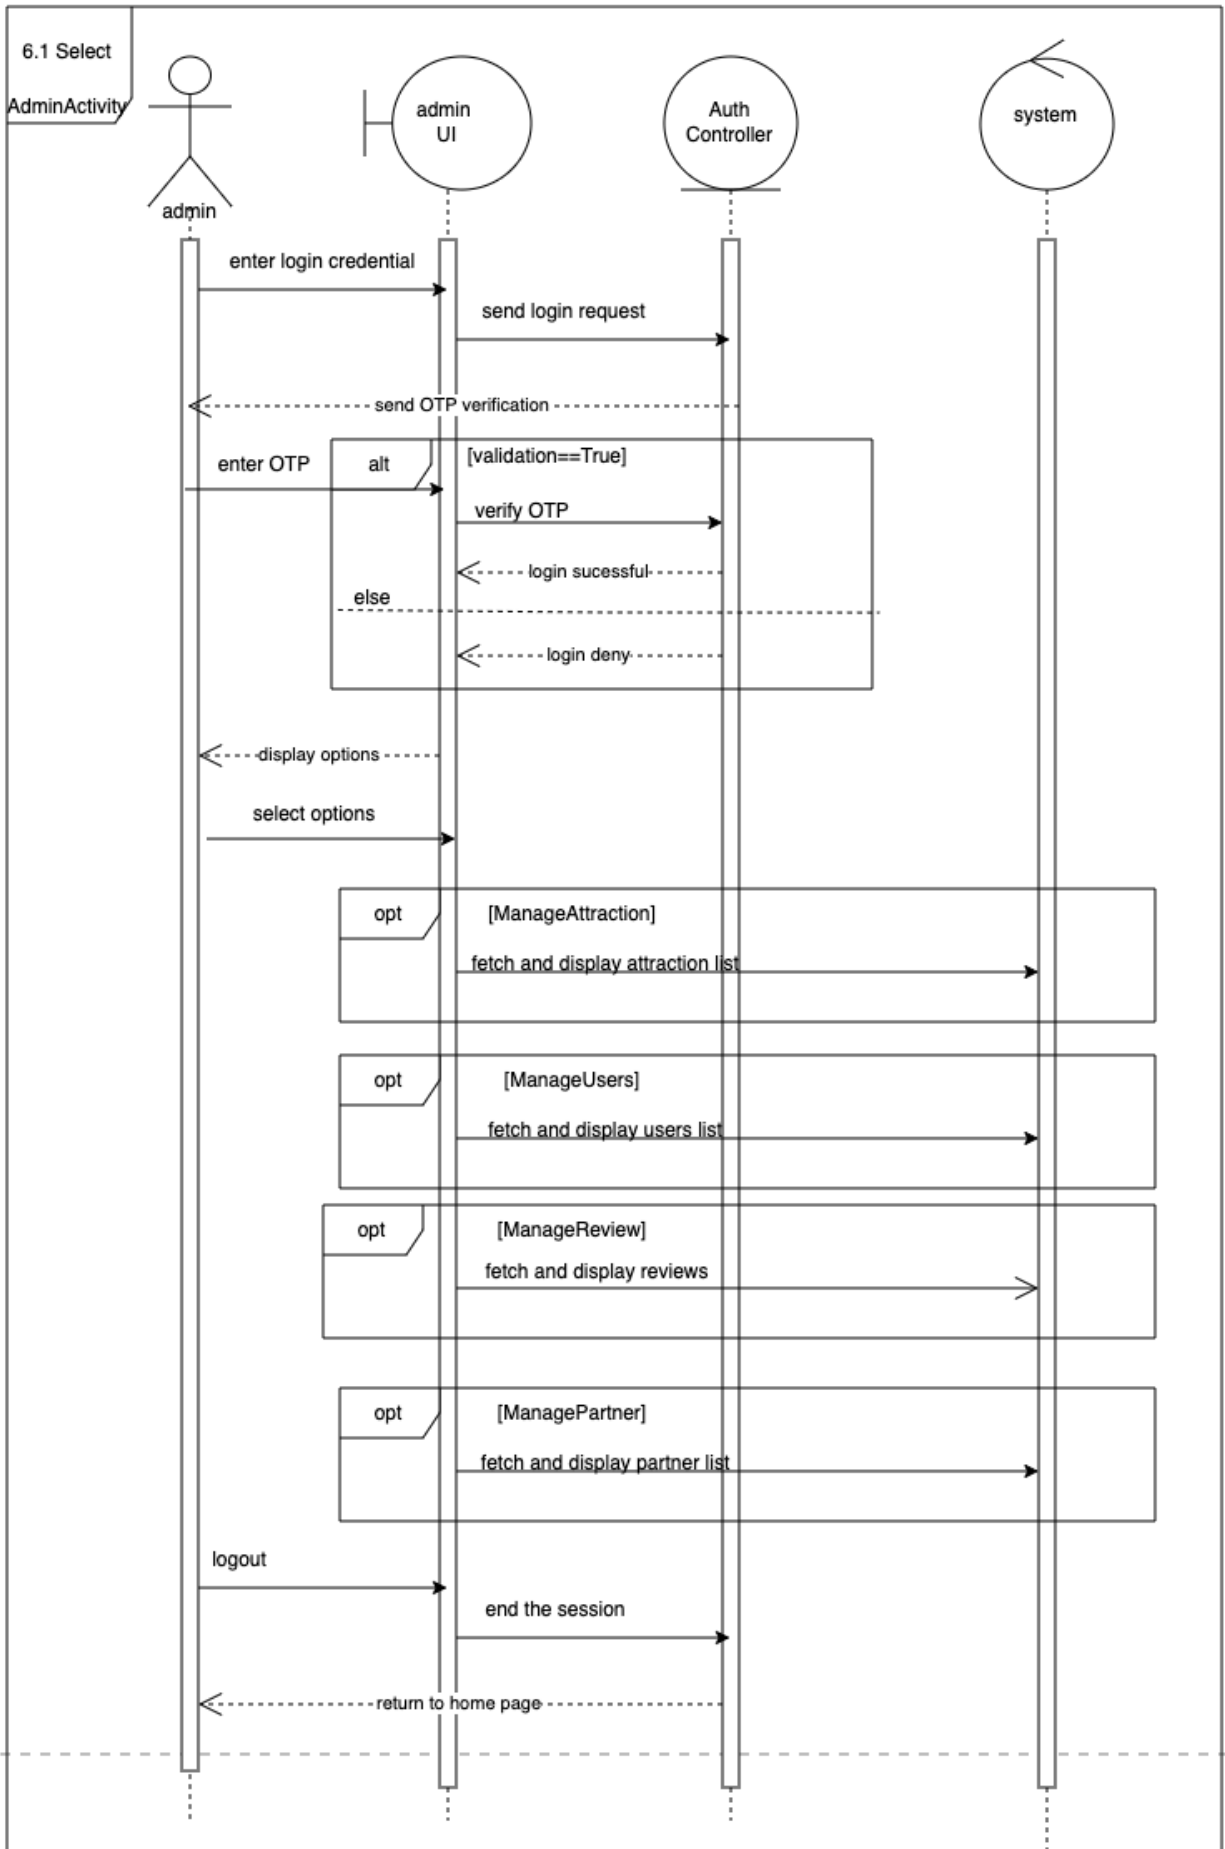 6.1 Select
AdminActivity
admin
admin
UI
Auth
Controller
system
enter login credential
send login request
send OTP verification
enter OTP
alt
[validation==True]
verify OTP
login sucessful
else
login deny
display options
select options
opt
[ManageAttraction]
fetch and display attraction list
opt
[ManageUsers]
fetch and display users list
opt
[ManageReview]
fetch and display reviews
opt
[ManagePartner]
fetch and display partner list
logout
end the session
return to home page